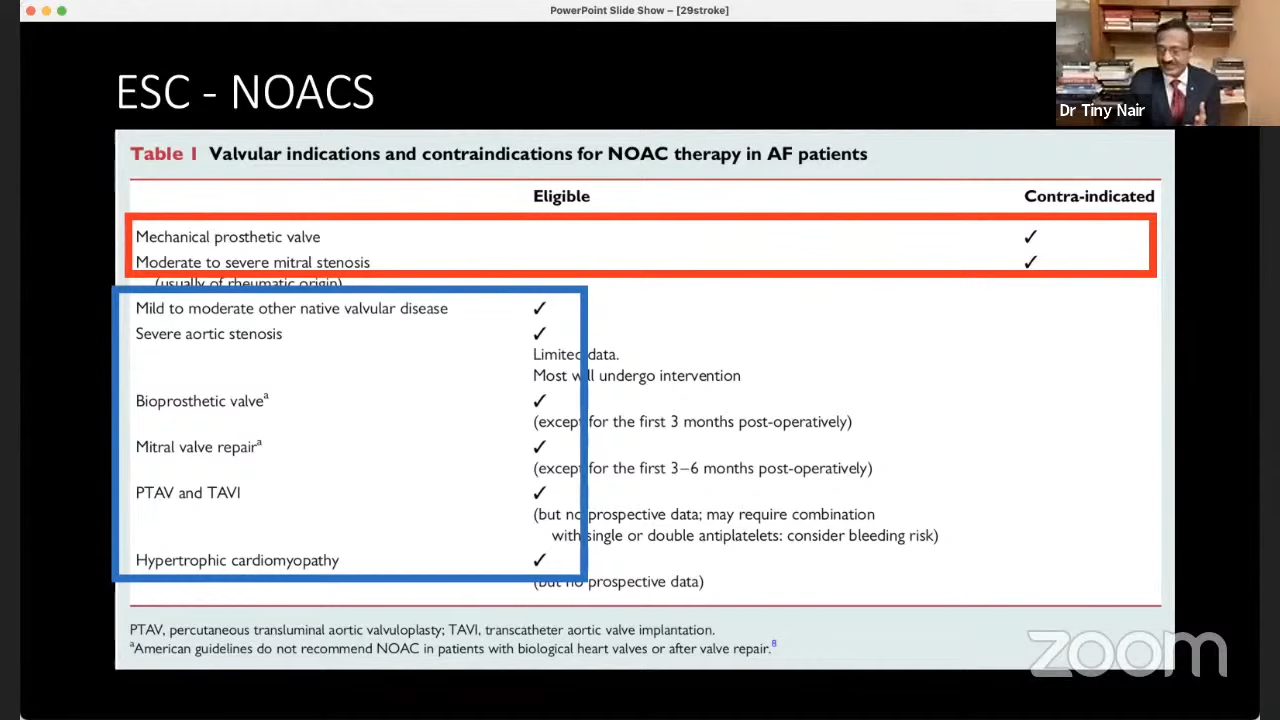 PowerPoint Slide Show – [29stroke]
Dr Tiny Nair
ESC - NOACS
Table 1 Valvular indications and contraindications for NOAC therapy in AF patients
Eligible Contra-indicated
Mechanical prosthetic valve ✓
Moderate to severe mitral stenosis ✓
(usually of rheumatic origin)
Mild to moderate other native valvular disease ✓
Severe aortic stenosis ✓
Limited data.
Most will undergo intervention
Bioprosthetic valveᵃ ✓
(except for the first 3 months post-operatively)
Mitral valve repairᵃ ✓
(except for the first 3–6 months post-operatively)
PTAV and TAVI ✓
(but no prospective data; may require combination
with single or double antiplatelets: consider bleeding risk)
Hypertrophic cardiomyopathy ✓
(but no prospective data)
PTAV, percutaneous transluminal aortic valvuloplasty; TAVI, transcatheter aortic valve implantation.
ᵃAmerican guidelines do not recommend NOAC in patients with biological heart valves or after valve repair.⁸
zoom